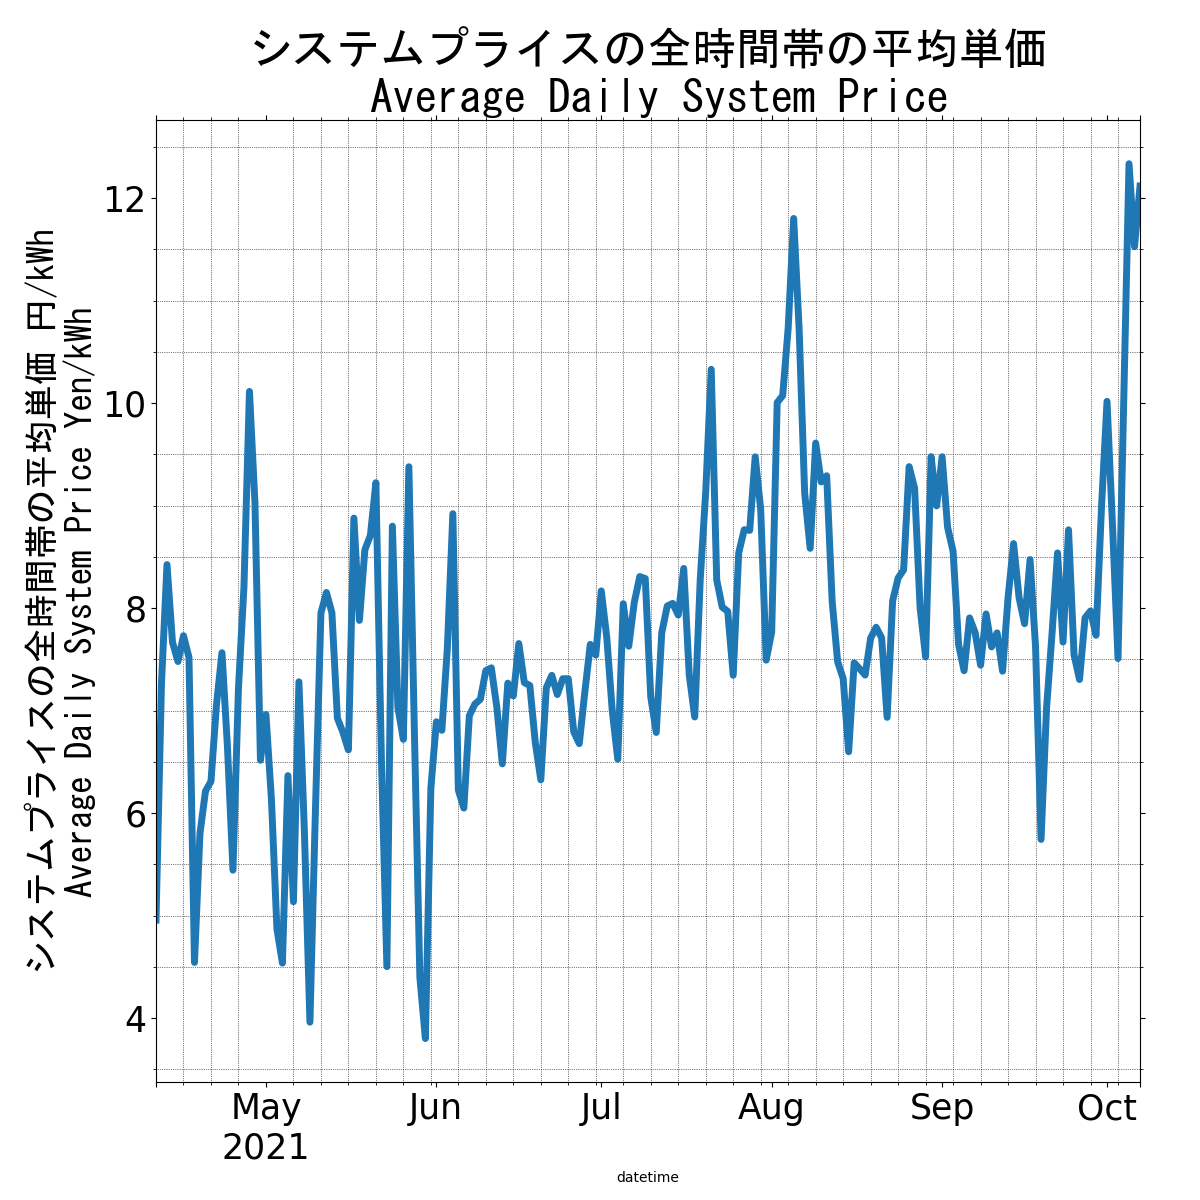 システムプライスの全時間帯の平均単価
Average Daily System Price
システムプライスの全時間帯の平均単価 円/kWh
Average Daily System Price Yen/kWh
12
10
8
6
4
May
2021
Jun
Jul
Aug
Sep
Oct
datetime